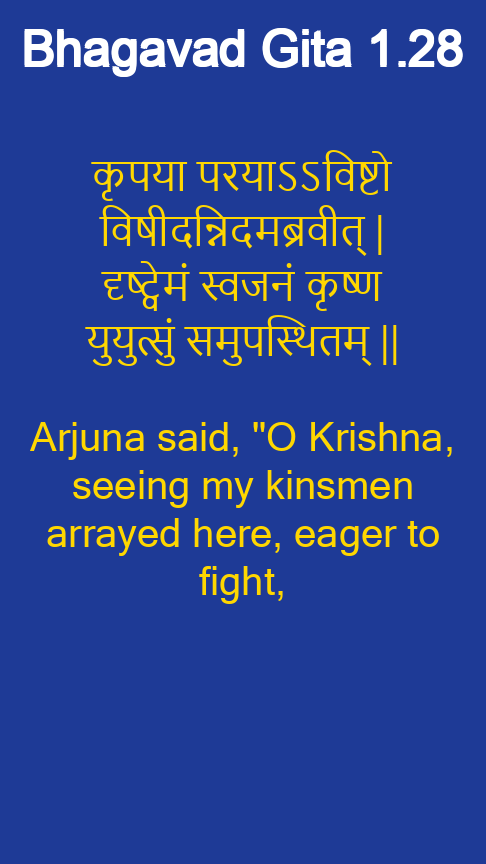 Bhagavad Gita 1.28
कृपया परयाऽऽविष्टो
विषीदन्निदमब्रवीत् |
दृष्ट्वेमं स्वजनं कृष्ण
युयुत्सुं समुपस्थितम् ||
Arjuna said, "O Krishna,
seeing my kinsmen
arrayed here, eager to
fight,